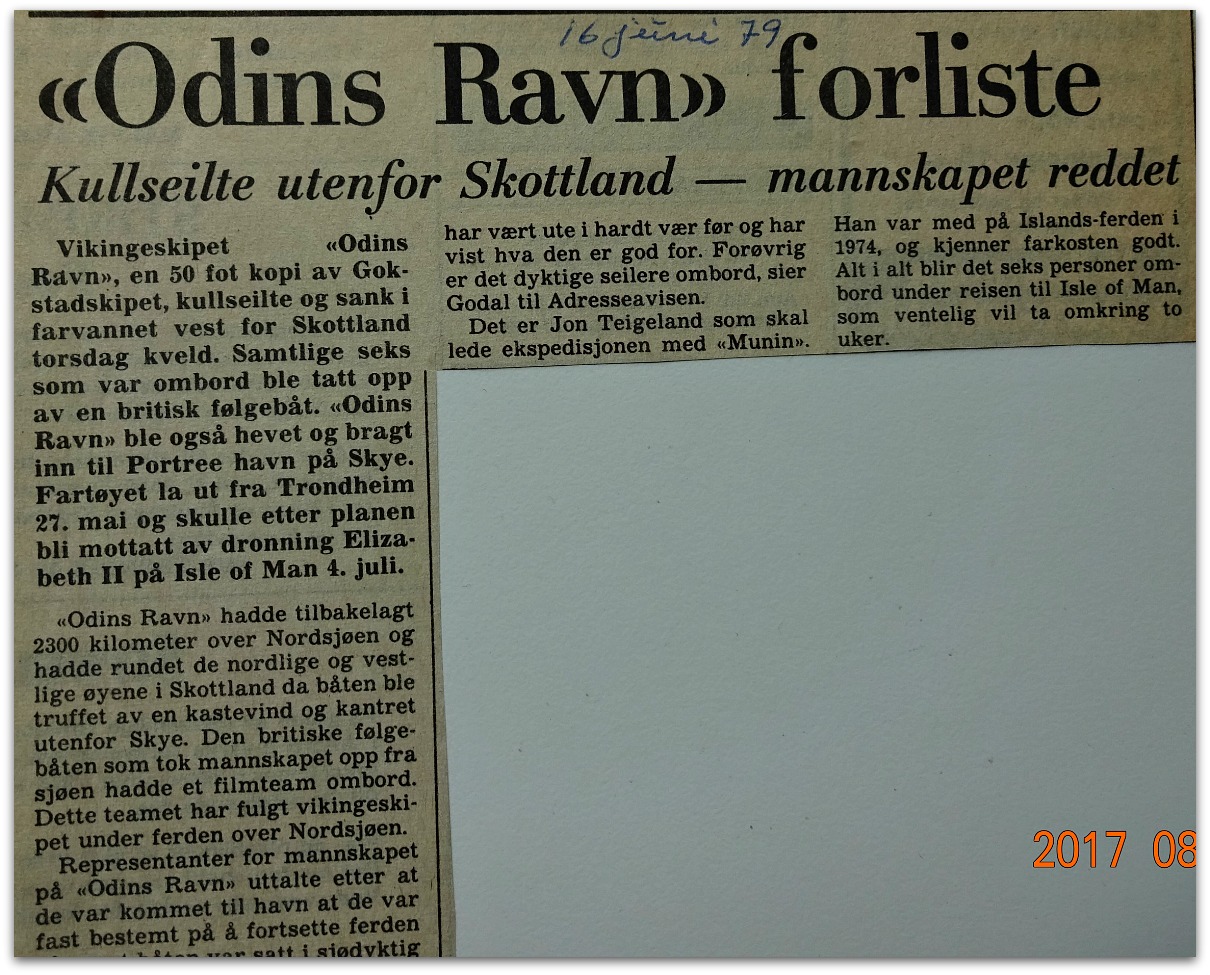 16 juni 79
«Odins Ravn» forliste
Kullseilte utenfor Skottland — mannskapet reddet
Vikingeskipet «Odins
Ravn», en 50 fot kopi av Gok-
stadskipet, kullseilte og sank i
farvannet vest for Skottland
torsdag kveld. Samtlige seks
som var ombord ble tatt opp
av en britisk følgebåt. «Odins
Ravn» ble også hevet og bragt
inn til Portree havn på Skye.
Fartøyet la ut fra Trondheim
27. mai og skulle etter planen
bli mottatt av dronning Eliza-
beth II på Isle of Man 4. juli.
«Odins Ravn» hadde tilbakelagt
2300 kilometer over Nordsjøen og
hadde rundet de nordlige og vest-
lige øyene i Skottland da båten ble
truffet av en kastevind og kantret
utenfor Skye. Den britiske følge-
båten som tok mannskapet opp fra
sjøen hadde et filmteam ombord.
Dette teamet har fulgt vikingeski-
pet under ferden over Nordsjøen.
Representanter for mannskapet
på «Odins Ravn» uttalte etter at
de var kommet til havn at de var
fast bestemt på å fortsette ferden
båten var satt i sjødyktig
har vært ute i hardt vær før og har
vist hva den er god for. Forøvrig
er det dyktige seilere ombord, sier
Godal til Adresseavisen.
Det er Jon Teigeland som skal
lede ekspedisjonen med «Munin».
Han var med på Islands-ferden i
1974, og kjenner farkosten godt.
Alt i alt blir det seks personer om-
bord under reisen til Isle of Man,
som ventelig vil ta omkring to
uker.
2017 08